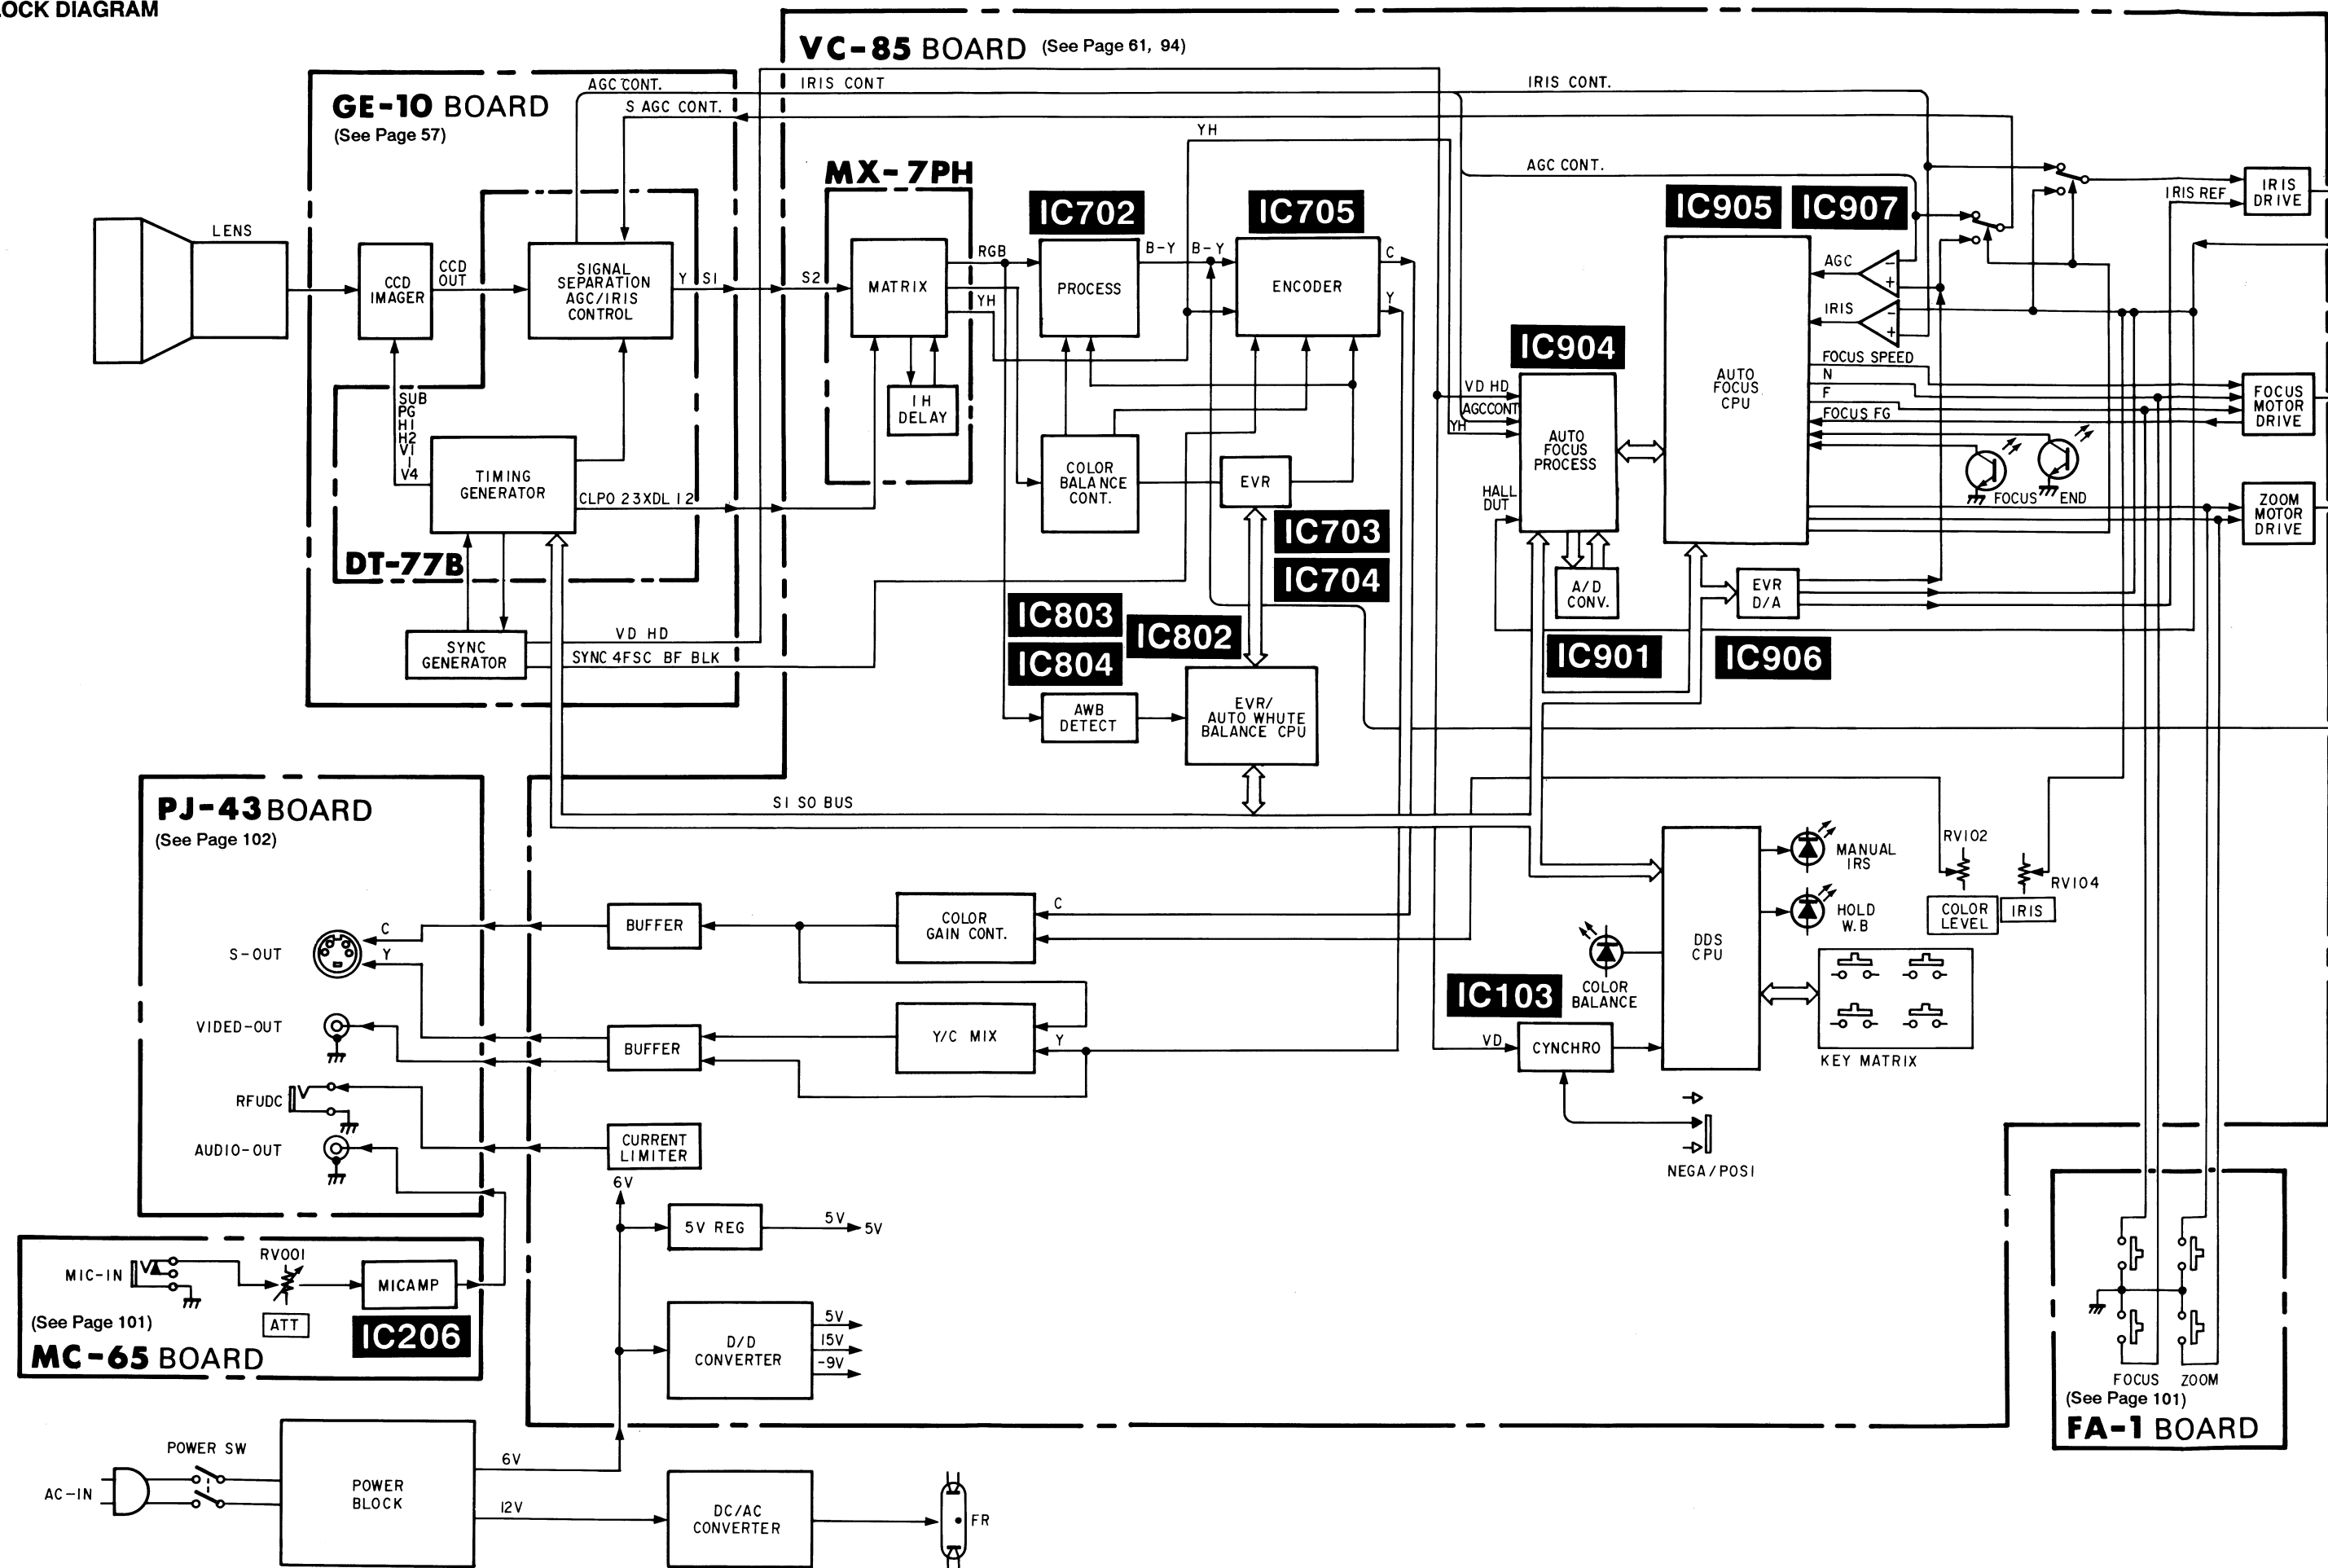 LOCK DIAGRAM
VC-85 BOARD (See Page 61, 94)
GE-10 BOARD
(See Page 57)
AGC CONT.
S AGC CONT.
IRIS CONT
IRIS CONT.
YH
AGC CONT.
MX-7PH
IC702
IC705
IC905
IC907
IRIS REF
IRIS
DRIVE
LENS
CCD
IMAGER
CCD
OUT
SIGNAL
SEPARATION
AGC/IRIS
CONTROL
Y S1
S2
MATRIX
RGB
YH
PROCESS
B-Y
B-Y
ENCODER
C
Y
1H
DELAY
AGC
IRIS
AUTO
FOCUS
CPU
FOCUS SPEED
N
F
FOCUS FG
FOCUS
MOTOR
DRIVE
IC904
VD HD
AGCCONT
YH
AUTO
FOCUS
PROCESS
HALL
DUT
FOCUS END
ZOOM
MOTOR
DRIVE
SUB
PG
H1
H2
V1
|
V4
TIMING
GENERATOR
CLPO 23XDL 12
DT-77B
COLOR
BALANCE
CONT.
EVR
IC703
IC704
A/D
CONV.
EVR
D/A
IC901
IC906
SYNC
GENERATOR
VD HD
SYNC 4FSC BF BLK
IC803
IC804
IC802
AWB
DETECT
EVR/
AUTO WHUTE
BALANCE CPU
SI SO BUS
PJ-43 BOARD
(See Page 102)
S-OUT
C
Y
VIDED-OUT
RFUDC
AUDIO-OUT
BUFFER
COLOR
GAIN CONT.
C
BUFFER
Y/C MIX
Y
CURRENT
LIMITER
6V
5V REG
5V
5V
D/D
CONVERTER
5V
15V
-9V
DDS
CPU
MANUAL
IRS
HOLD
W.B
COLOR
BALANCE
RV102
COLOR
LEVEL
RV104
IRIS
KEY MATRIX
IC103
VD
CYNCHRO
NEGA/POSI
MIC-IN
RV001
ATT
MICAMP
IC206
(See Page 101)
MC-65 BOARD
FOCUS ZOOM
(See Page 101)
FA-1 BOARD
POWER SW
AC-IN
POWER
BLOCK
6V
12V
DC/AC
CONVERTER
FR